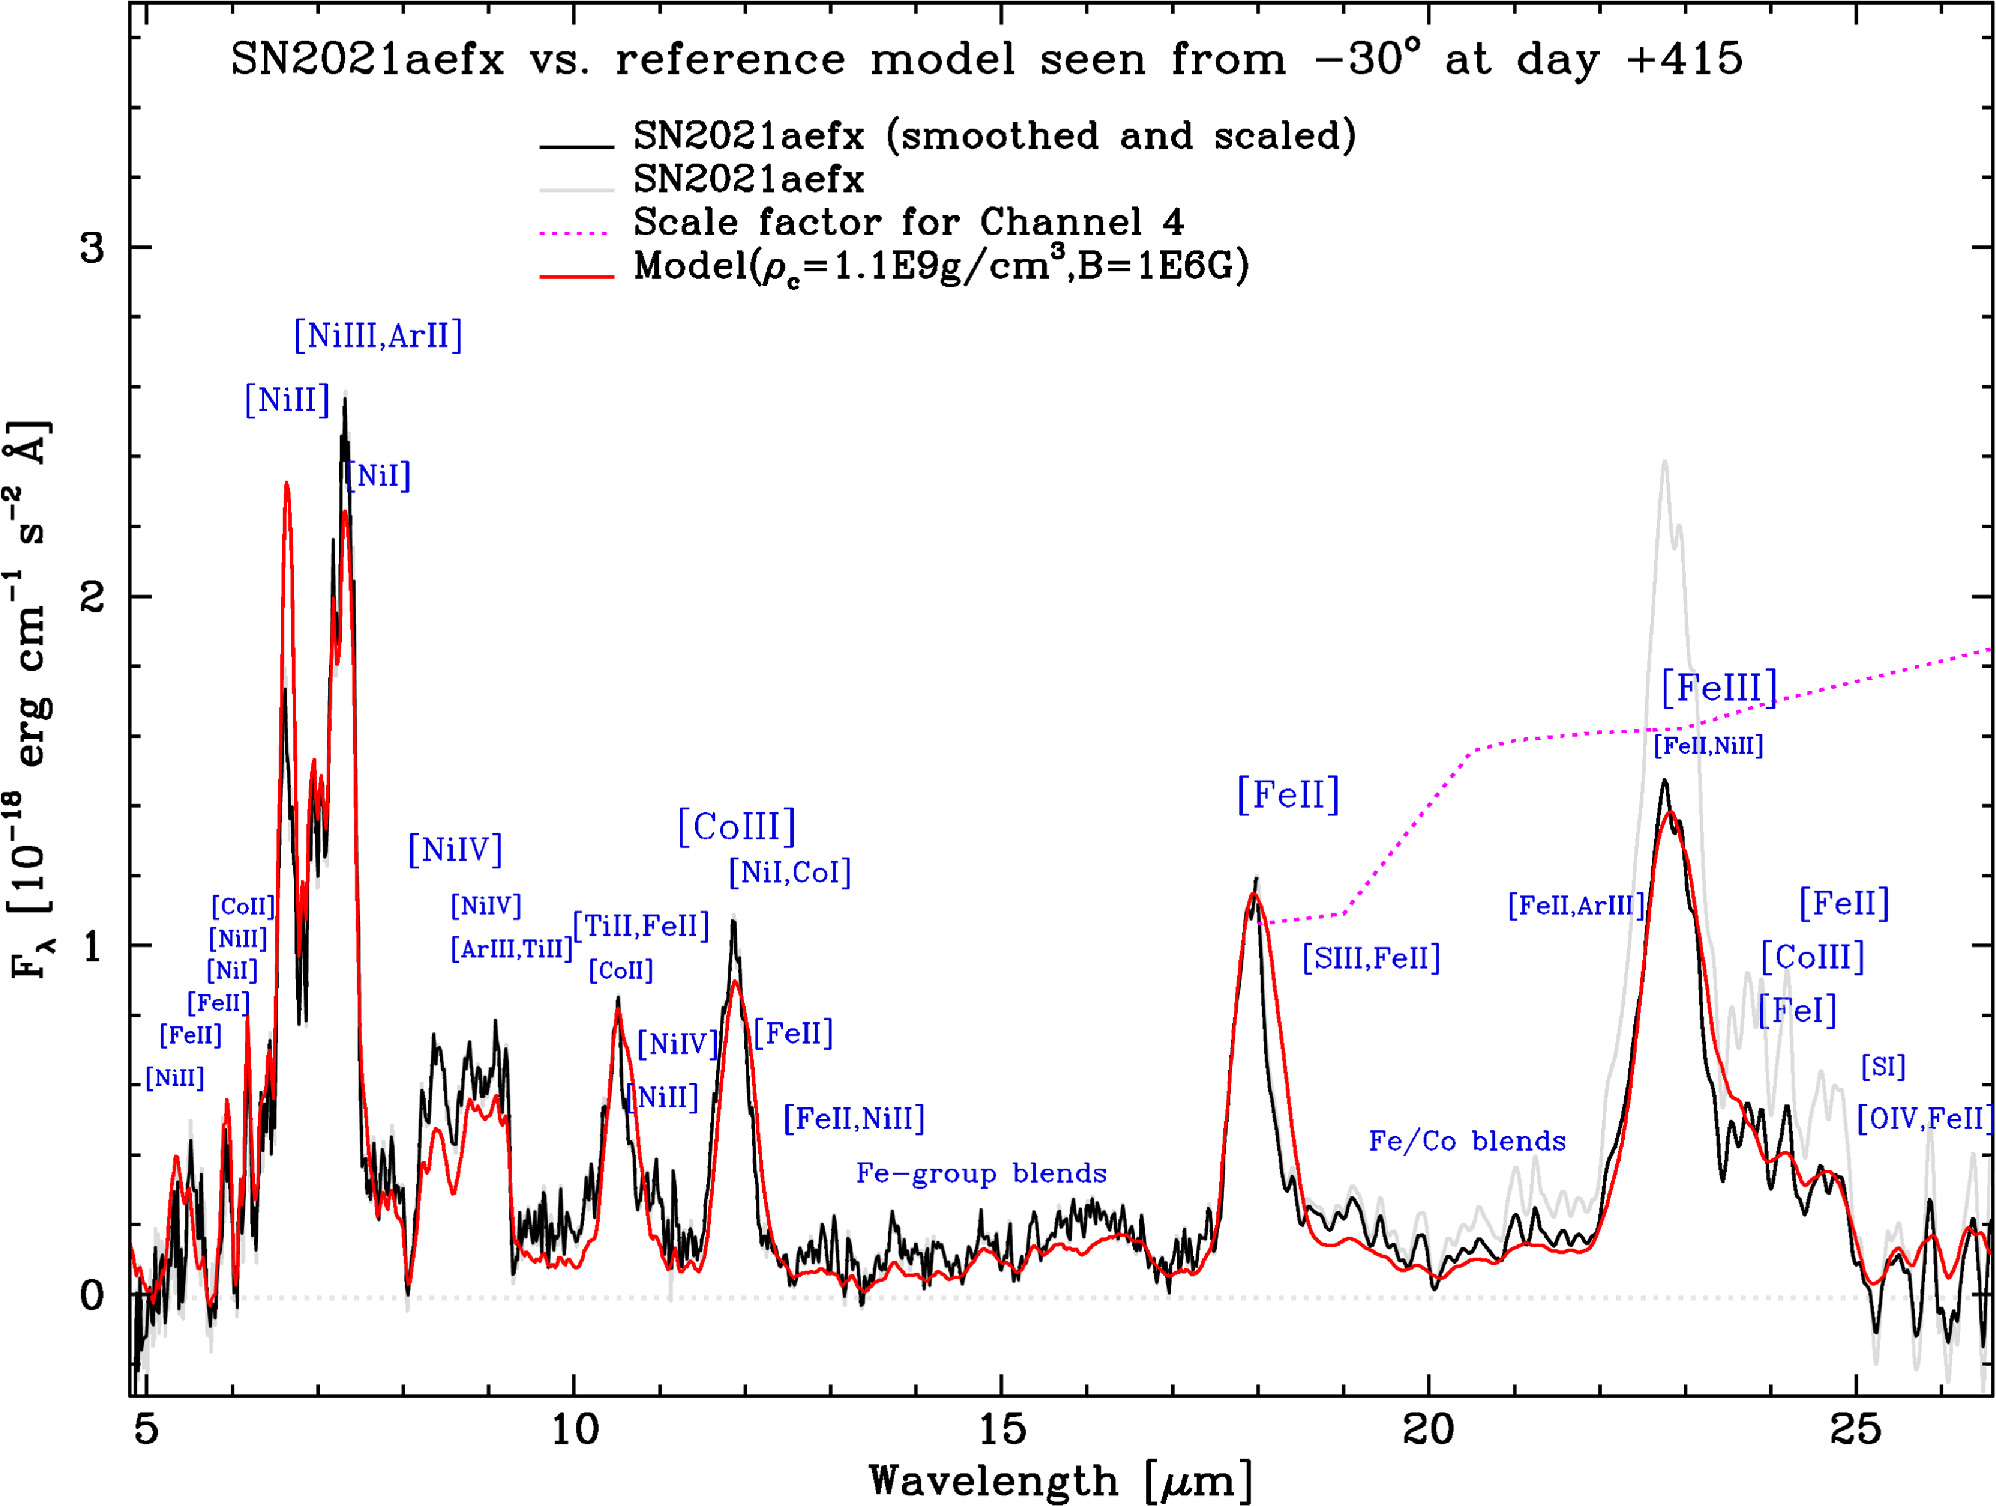 SN2021aefx vs. reference model seen from −30° at day +415
SN2021aefx (smoothed and scaled)
SN2021aefx
Scale factor for Channel 4
Model(ρc=1.1E9g/cm³,B=1E6G)
3
2
1
0
Fλ [10⁻¹⁸ erg cm⁻¹ s⁻² Å]
[NiIII,ArII]
[NiII]
[NiI]
[CoII]
[NiII]
[NiI]
[FeII]
[FeII]
[NiII]
[NiIV]
[NiIV]
[ArIII,TiII]
[TiII,FeII]
[CoII]
[NiIV]
[NiII]
[CoIII]
[NiI,CoI]
[FeII]
[FeII,NiII]
Fe−group blends
[FeII]
[SIII,FeII]
Fe/Co blends
[FeIII]
[FeII,NiII]
[FeII,ArIII]
[FeII]
[CoIII]
[FeI]
[SI]
[OIV,FeII]
5 10 15 20 25
Wavelength [μm]